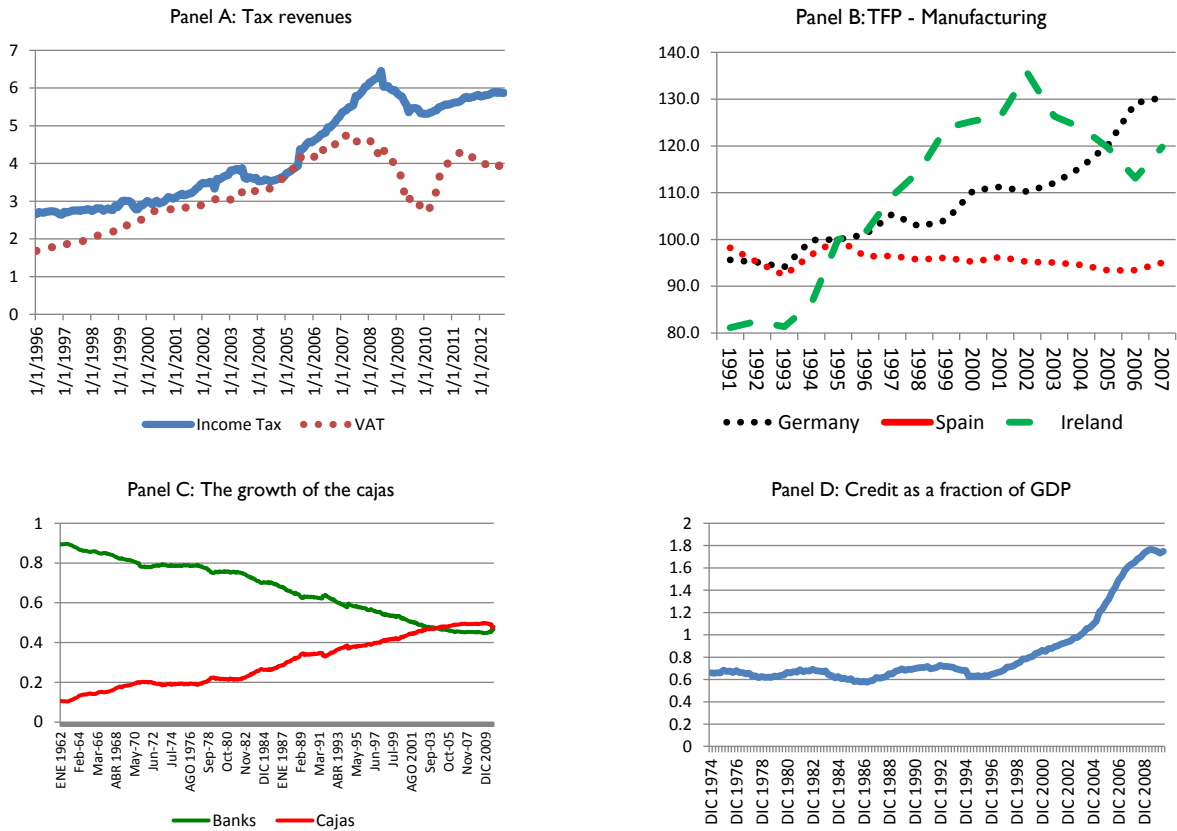 Panel A: Tax revenues
7
6
5
4
3
2
1
0
1/1/1996
1/1/1997
1/1/1998
1/1/1999
1/1/2000
1/1/2001
1/1/2002
1/1/2003
1/1/2004
1/1/2005
1/1/2006
1/1/2007
1/1/2008
1/1/2009
1/1/2010
1/1/2011
1/1/2012
Income Tax VAT
Panel B: TFP - Manufacturing
140.0
130.0
120.0
110.0
100.0
90.0
80.0
1991
1992
1993
1994
1995
1996
1997
1998
1999
2000
2001
2002
2003
2004
2005
2006
2007
Germany Spain Ireland
Panel C: The growth of the cajas
1
0.8
0.6
0.4
0.2
0
ENE 1962
Feb-64
Mar-66
ABR 1968
May-70
Jun-72
Jul-74
AGO 1976
Sep-78
Oct-80
Nov-82
DIC 1984
ENE 1987
Feb-89
Mar-91
ABR 1993
May-95
Jun-97
Jul-99
AGO 2001
Sep-03
Oct-05
Nov-07
DIC 2009
Banks Cajas
Panel D: Credit as a fraction of GDP
2
1.8
1.6
1.4
1.2
1
0.8
0.6
0.4
0.2
0
DIC 1974
DIC 1976
DIC 1978
DIC 1980
DIC 1982
DIC 1984
DIC 1986
DIC 1988
DIC 1990
DIC 1992
DIC 1994
DIC 1996
DIC 1998
DIC 2000
DIC 2002
DIC 2004
DIC 2006
DIC 2008